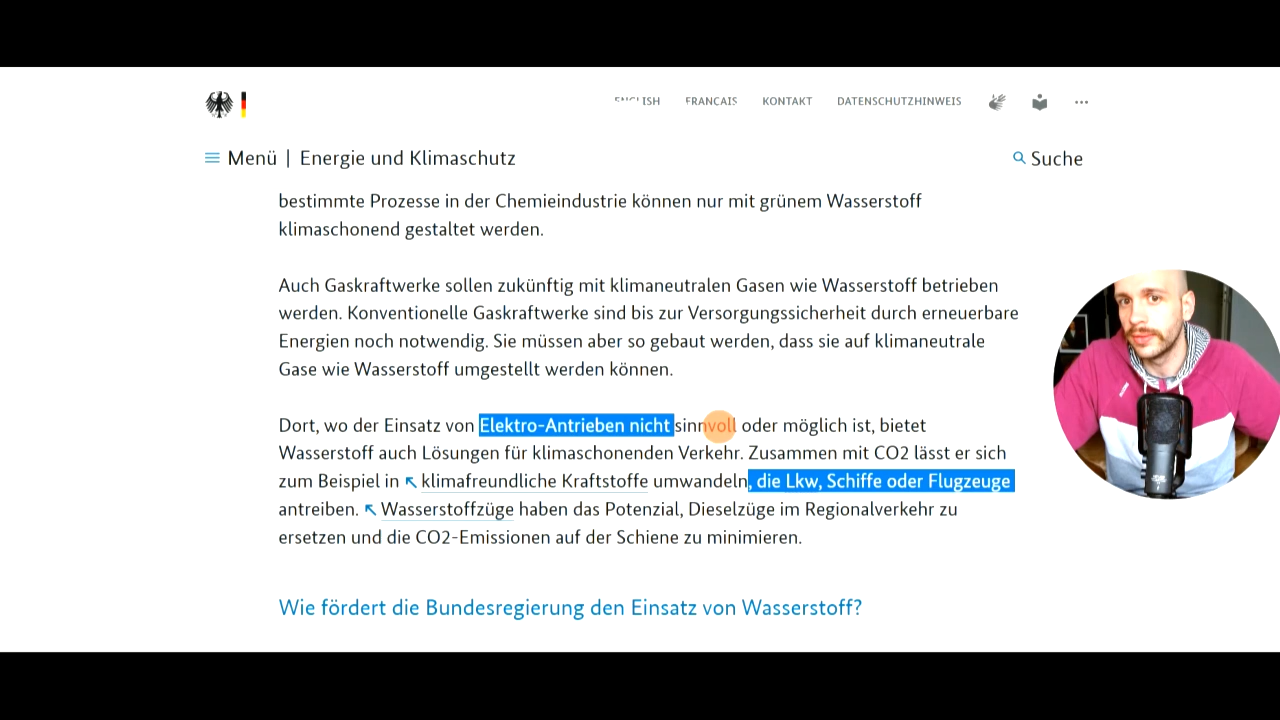 ENGLISH FRANCAIS KONTAKT DATENSCHUTZHINWEIS
Menü | Energie und Klimaschutz Suche
bestimmte Prozesse in der Chemieindustrie können nur mit grünem Wasserstoff
klimaschonend gestaltet werden.
Auch Gaskraftwerke sollen zukünftig mit klimaneutralen Gasen wie Wasserstoff betrieben
werden. Konventionelle Gaskraftwerke sind bis zur Versorgungssicherheit durch erneuerbare
Energien noch notwendig. Sie müssen aber so gebaut werden, dass sie auf klimaneutrale
Gase wie Wasserstoff umgestellt werden können.
Dort, wo der Einsatz von Elektro-Antrieben nicht sinnvoll oder möglich ist, bietet
Wasserstoff auch Lösungen für klimaschonenden Verkehr. Zusammen mit CO2 lässt er sich
zum Beispiel in klimafreundliche Kraftstoffe umwandeln, die Lkw, Schiffe oder Flugzeuge
antreiben. Wasserstoffzüge haben das Potenzial, Dieselzüge im Regionalverkehr zu
ersetzen und die CO2-Emissionen auf der Schiene zu minimieren.
Wie fördert die Bundesregierung den Einsatz von Wasserstoff?